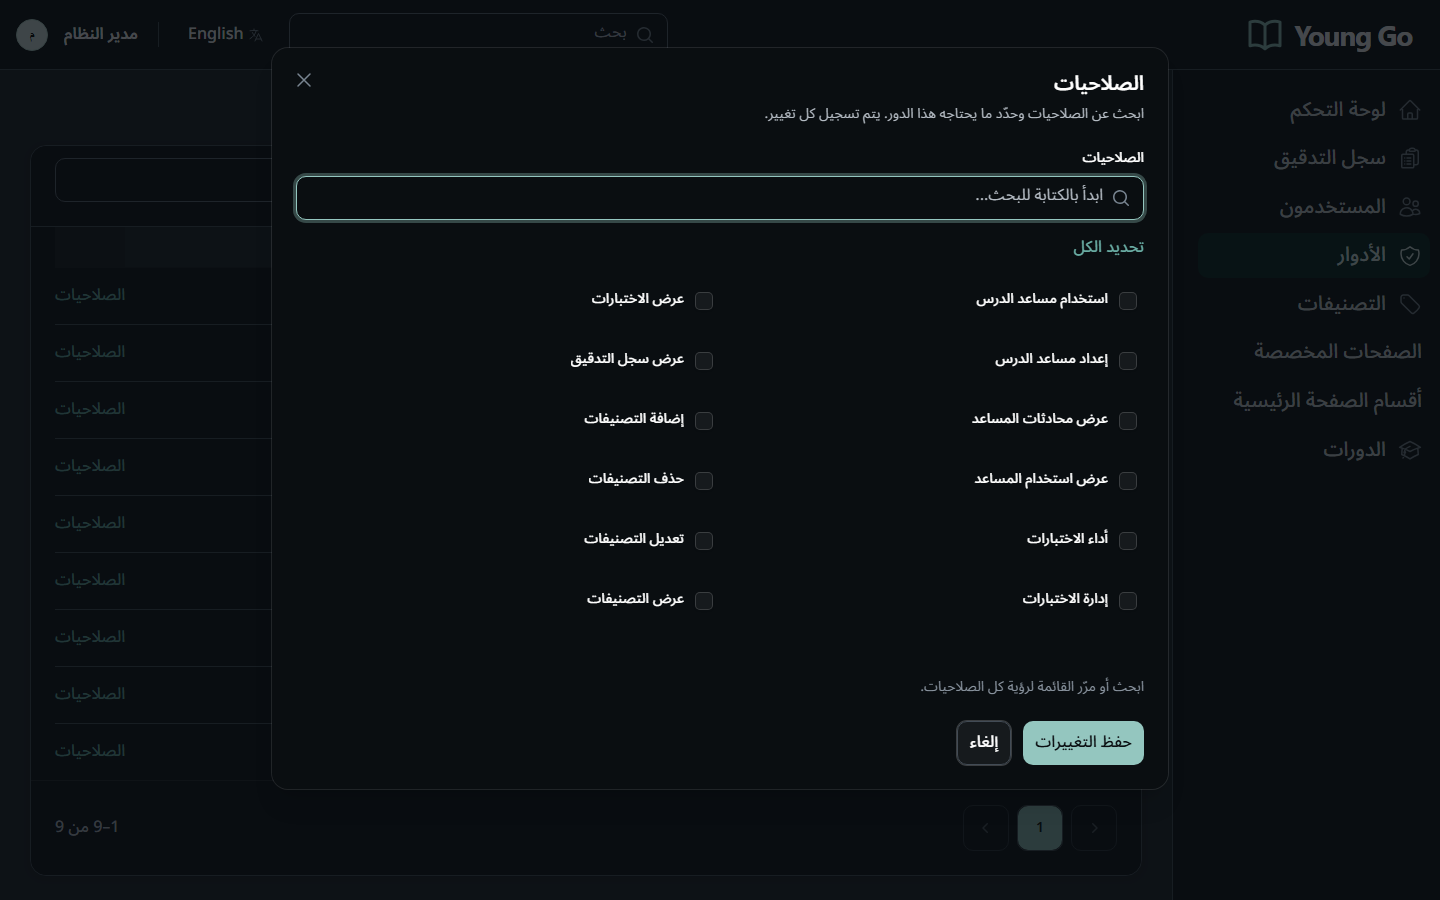 Young Go
بحث
English
مدير النظام
م
لوحة التحكم
سجل التدقيق
المستخدمون
الأدوار
التصنيفات
الصفحات المخصصة
أقسام الصفحة الرئيسية
الدورات
الصلاحيات
ابحث عن الصلاحيات وحدّد ما يحتاجه هذا الدور. يتم تسجيل كل تغيير.
الصلاحيات
ابدأ بالكتابة للبحث...
تحديد الكل
استخدام مساعد الدرس
عرض الاختبارات
إعداد مساعد الدرس
عرض سجل التدقيق
عرض محادثات المساعد
إضافة التصنيفات
عرض استخدام المساعد
حذف التصنيفات
أداء الاختبارات
تعديل التصنيفات
إدارة الاختبارات
عرض التصنيفات
ابحث أو مرّر القائمة لرؤية كل الصلاحيات.
حفظ التغييرات
إلغاء
الصلاحيات
الصلاحيات
الصلاحيات
الصلاحيات
الصلاحيات
الصلاحيات
الصلاحيات
الصلاحيات
الصلاحيات
1
1–9 من 9